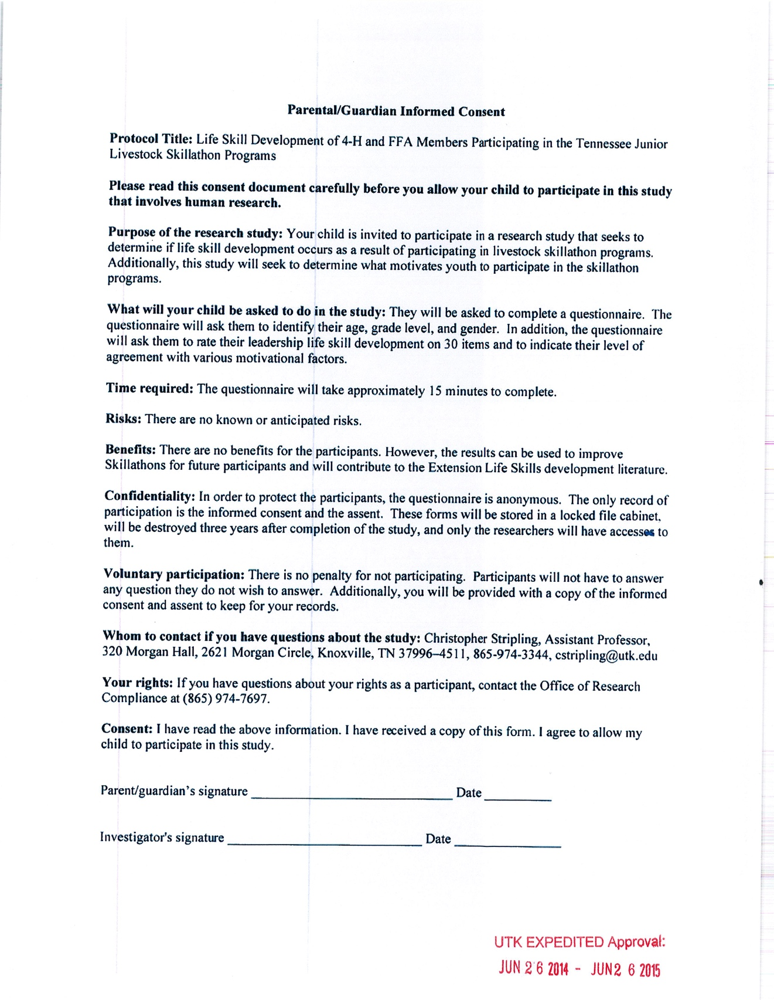 Parental/Guardian Informed Consent
Protocol Title: Life Skill Development of 4-H and FFA Members Participating in the Tennessee Junior
Livestock Skillathon Programs
Please read this consent document carefully before you allow your child to participate in this study
that involves human research.
Purpose of the research study: Your child is invited to participate in a research study that seeks to
determine if life skill development occurs as a result of participating in livestock skillathon programs.
Additionally, this study will seek to determine what motivates youth to participate in the skillathon
programs.
What will your child be asked to do in the study: They will be asked to complete a questionnaire. The
questionnaire will ask them to identify their age, grade level, and gender. In addition, the questionnaire
will ask them to rate their leadership life skill development on 30 items and to indicate their level of
agreement with various motivational factors.
Time required: The questionnaire will take approximately 15 minutes to complete.
Risks: There are no known or anticipated risks.
Benefits: There are no benefits for the participants. However, the results can be used to improve
Skillathons for future participants and will contribute to the Extension Life Skills development literature.
Confidentiality: In order to protect the participants, the questionnaire is anonymous. The only record of
participation is the informed consent and the assent. These forms will be stored in a locked file cabinet,
will be destroyed three years after completion of the study, and only the researchers will have accesses to
them.
Voluntary participation: There is no penalty for not participating. Participants will not have to answer
any question they do not wish to answer. Additionally, you will be provided with a copy of the informed
consent and assent to keep for your records.
Whom to contact if you have questions about the study: Christopher Stripling, Assistant Professor,
320 Morgan Hall, 2621 Morgan Circle, Knoxville, TN 37996–4511, 865-974-3344, cstripling@utk.edu
Your rights: If you have questions about your rights as a participant, contact the Office of Research
Compliance at (865) 974-7697.
Consent: I have read the above information. I have received a copy of this form. I agree to allow my
child to participate in this study.
Parent/guardian's signature ______________________________ Date __________
Investigator's signature _____________________________ Date ________________
UTK EXPEDITED Approval:
JUN 26 2014 - JUN 26 2015